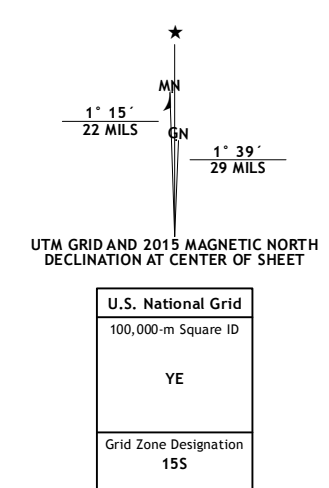 ★
MN
1° 15´
22 MILS
GN
1° 39´
29 MILS
UTM GRID AND 2015 MAGNETIC NORTH
DECLINATION AT CENTER OF SHEET
U.S. National Grid
100,000-m Square ID
YE
Grid Zone Designation
15S